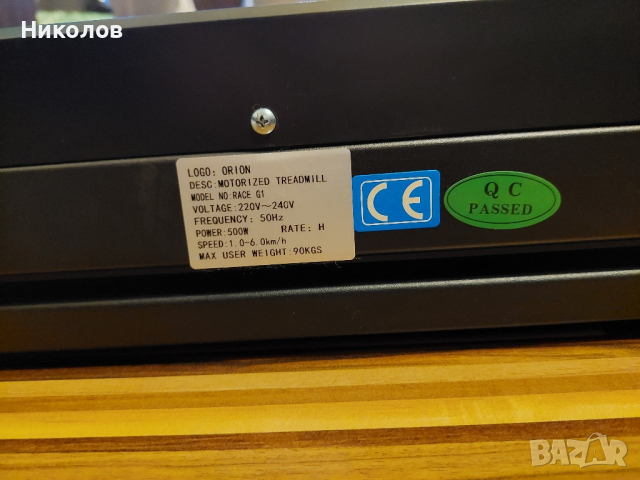 Николов
LOGO: ORION
DESC:MOTORIZED TREADMILL
MODEL NO:RACE G1
VOLTAGE:220V~240V
FREQUENCY: 50Hz
POWER:500W RATE: H
SPEED:1.0-6.0km/h
MAX USER WEIGHT:90KGS
CE
QC
PASSED
BAZAR.bg